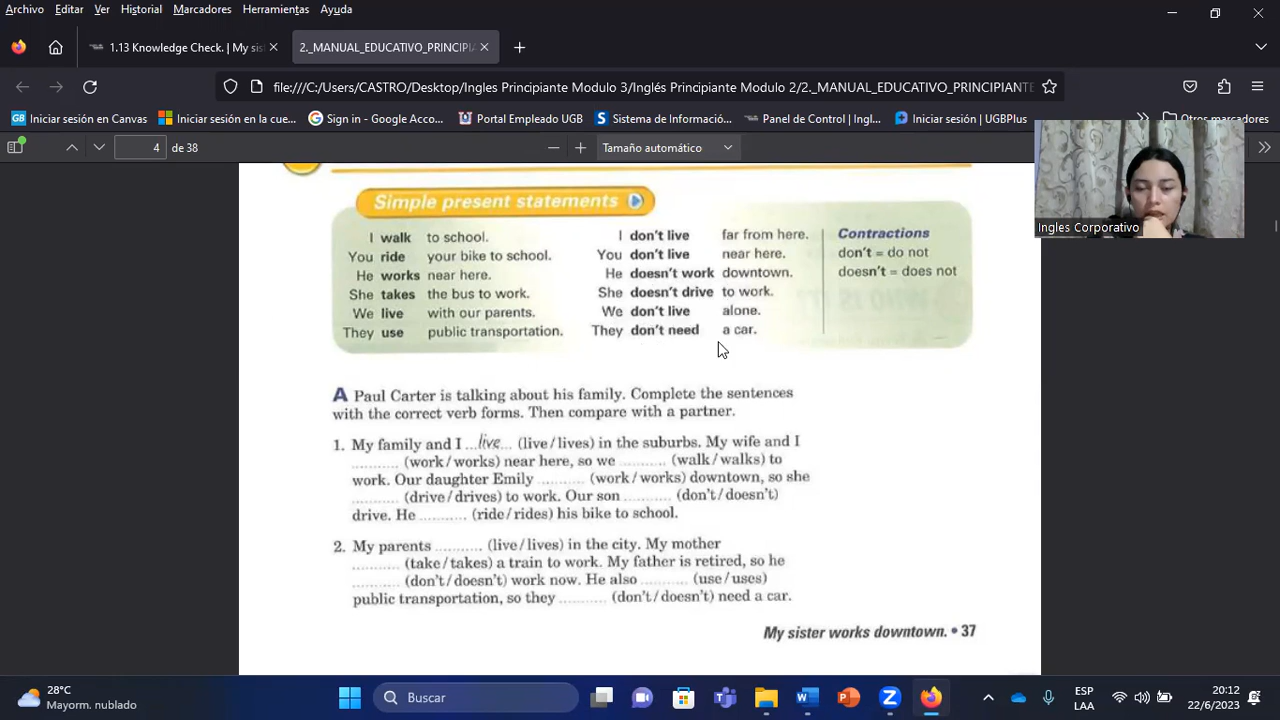 Archivo Editar Ver Historial Marcadores Herramientas Ayuda
1.13 Knowledge Check. | My sis
2._MANUAL_EDUCATIVO_PRINCIPI
file:///C:/Users/CASTRO/Desktop/Ingles Principiante Modulo 3/Inglés Principiante Modulo 2/2._MANUAL_EDUCATIVO_PRINCIPIANTE
GB Iniciar sesión en Canvas
Iniciar sesión en la cue...
Sign in - Google Acco...
Portal Empleado UGB
Sistema de Informació...
Panel de Control | Ingl...
Iniciar sesión | UGBPlus
Otros marcadores
4 de 38
Tamaño automático
Ingles Corporativo
Simple present statements
I walk to school.
You ride your bike to school.
He works near here.
She takes the bus to work.
We live with our parents.
They use public transportation.
I don't live far from here.
You don't live near here.
He doesn't work downtown.
She doesn't drive to work.
We don't live alone.
They don't need a car.
Contractions
don't = do not
doesn't = does not
A Paul Carter is talking about his family. Complete the sentences
with the correct verb forms. Then compare with a partner.
1. My family and I ...live... (live / lives) in the suburbs. My wife and I
.......... (work / works) near here, so we .......... (walk / walks) to
work. Our daughter Emily .......... (work / works) downtown, so she
.......... (drive / drives) to work. Our son .......... (don't / doesn't)
drive. He .......... (ride / rides) his bike to school.
2. My parents .......... (live / lives) in the city. My mother
.......... (take / takes) a train to work. My father is retired, so he
.......... (don't / doesn't) work now. He also .......... (use / uses)
public transportation, so they .......... (don't / doesn't) need a car.
My sister works downtown. • 37
28°C
Mayorm. nublado
Buscar
ESP
LAA
20:12
22/6/2023